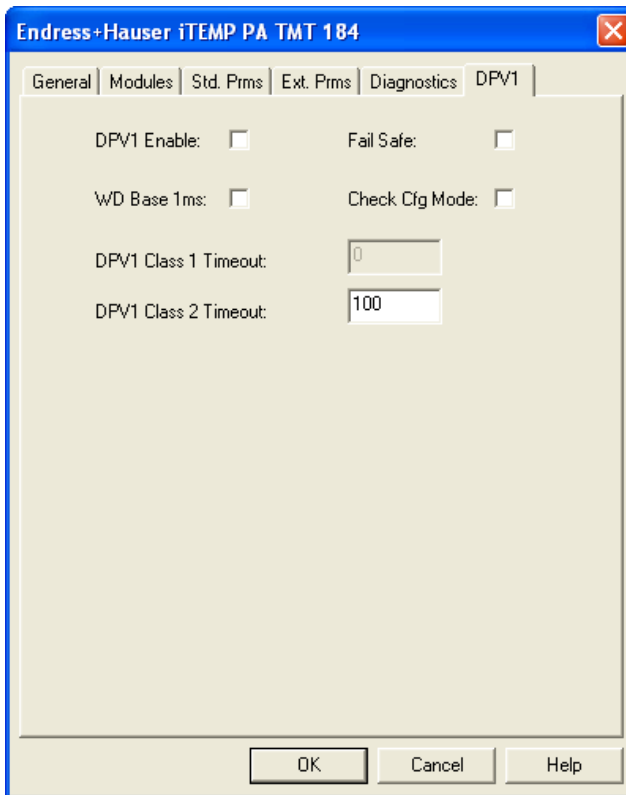 Endress+Hauser iTEMP PA TMT 184
General Modules Std. Prms Ext. Prms Diagnostics DPV1
DPV1 Enable: Fail Safe:
WD Base 1ms: Check Cfg Mode:
DPV1 Class 1 Timeout: 0
DPV1 Class 2 Timeout: 100
OK Cancel Help